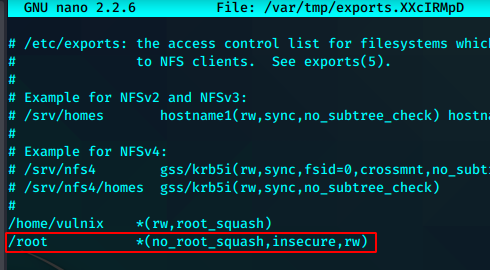 GNU nano 2.2.6 File: /var/tmp/exports.XXcIRMpD
# /etc/exports: the access control list for filesystems
# to NFS clients. See exports(5).
#
# Example for NFSv2 and NFSv3:
# /srv/homes hostname1(rw,sync,no_subtree_check)
#
# Example for NFSv4:
# /srv/nfs4 gss/krb5i(rw,sync,fsid=0,crossmnt,
# /srv/nfs4/homes gss/krb5i(rw,sync,no_subtree_check)
#
/home/vulnix *(rw,root_squash)
/root *(no_root_squash,insecure,rw)